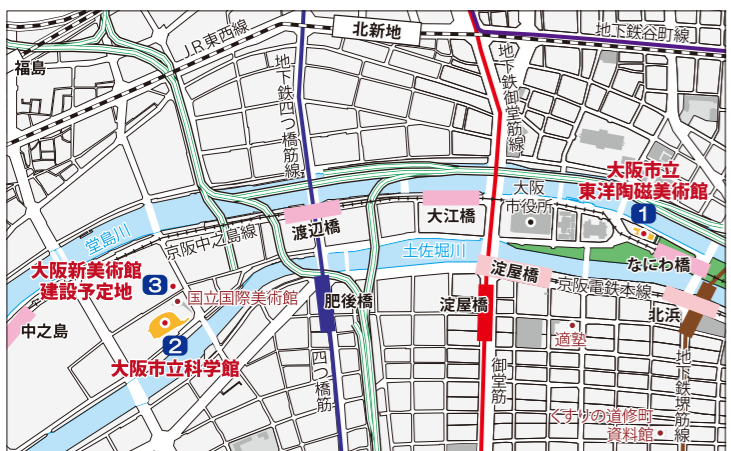 北新地
JR東西線
地下鉄谷町線
福島
地下鉄四つ橋筋線
地下鉄御堂筋線
大阪市立
東洋陶磁美術館
1
大阪
市役所
大江橋
渡辺橋
堂島川
京阪中之島線
土佐堀川
なにわ橋
大阪新美術館
建設予定地
3
国立国際美術館
淀屋橋
京阪電鉄本線
肥後橋
淀屋橋
北浜
中之島
2
大阪市立科学館
適塾
四つ橋筋
御堂筋
地下鉄堺筋線
くすりの道修町
資料館